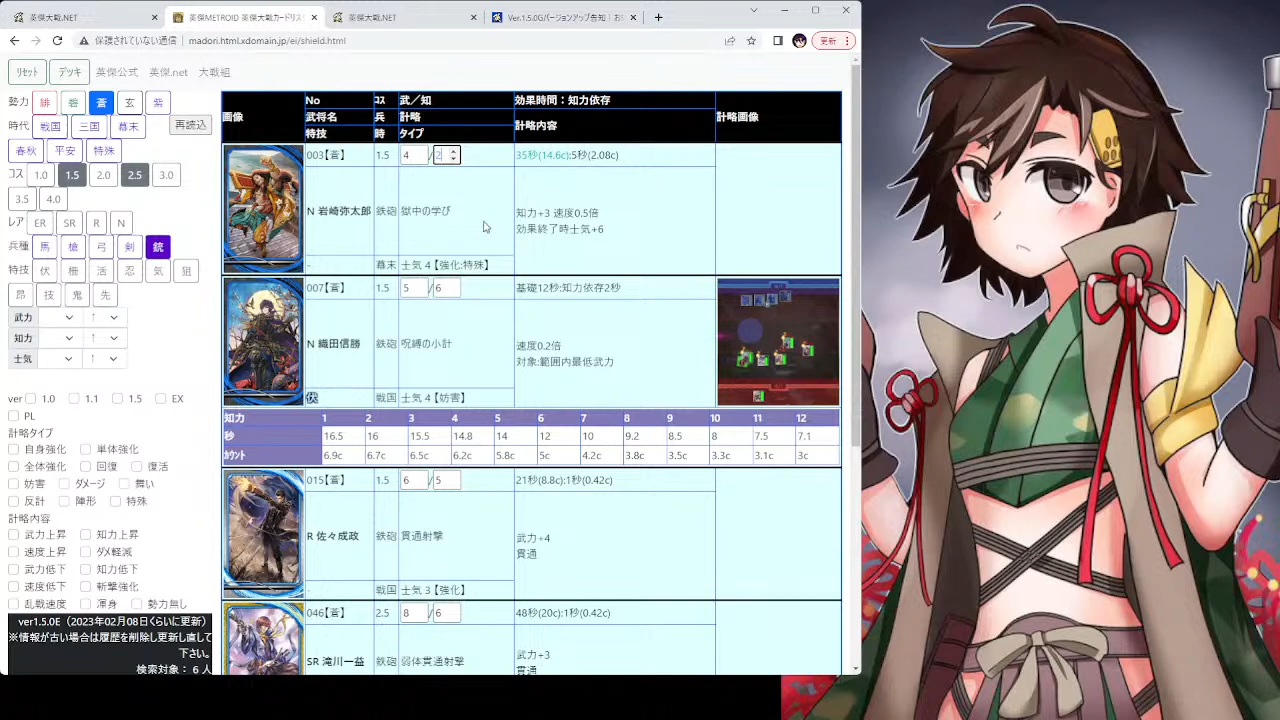 英傑大戦.NET
英傑METROID 英傑大戦カードリス
英傑大戦.NET
Ver.1.5.0Gバージョンアップ告知｜お
保護されていない通信 | madori.html.xdomain.jp/ei/shield.html
更新
ﾘｾｯﾄ デッキ 英傑公式 英傑.net 大戦組
勢力 緋 碧 蒼 玄 紫
時代 戦国 三国 幕末 再読込
春秋 平安 特殊
コス 1.0 1.5 2.0 2.5 3.0
3.5 4.0
レア ER SR R N
兵種 馬 槍 弓 剣 銃
特技 伏 柵 活 忍 気 狙
昂 技 鬼 先
武力 ↑
知力 ↑
士気 ↑
ver 1.0 1.1 1.5 EX
PL
計略タイプ
自身強化 単体強化
全体強化 回復 復活
妨害 ダメージ 舞い
反計 陣形 特殊
計略内容
武力上昇 知力上昇
速度上昇 ダメ軽減
武力低下 知力低下
速度低下 斬撃強化
乱戦速度 渾身 勢力無し
ver1.5.0E（2023年02月08日くらいに更新）
※情報が古い場合は履歴を削除し更新し直して
下さい。
検索対象： 6 人
画像 No ｺｽ 武／知 効果時間：知力依存 計略画像
武将名 兵 計略 計略内容
特技 時 タイプ
003【蒼】 1.5 4 / 2 35秒(14.6c):5秒(2.08c)
N 岩崎弥太郎 鉄砲 獄中の学び 知力+3 速度0.5倍
効果終了時士気+6
- 幕末 士気 4【強化:特殊】
007【蒼】 1.5 5 / 6 基礎12秒:知力依存2秒
N 織田信勝 鉄砲 呪縛の小計 速度0.2倍
対象:範囲内最低武力
伏 戦国 士気 4【妨害】
知力 1 2 3 4 5 6 7 8 9 10 11 12
秒 16.5 16 15.5 14.8 14 12 10 9.2 8.5 8 7.5 7.1
ｶｳﾝﾄ 6.9c 6.7c 6.5c 6.2c 5.8c 5c 4.2c 3.8c 3.5c 3.3c 3.1c 3c
015【蒼】 1.5 6 / 5 21秒(8.8c):1秒(0.42c)
R 佐々成政 鉄砲 貫通射撃 武力+4
貫通
- 戦国 士気 3【強化】
046【蒼】 2.5 8 / 6 48秒(20c):1秒(0.42c)
SR 滝川一益 鉄砲 弱体貫通射撃 武力+3
貫通